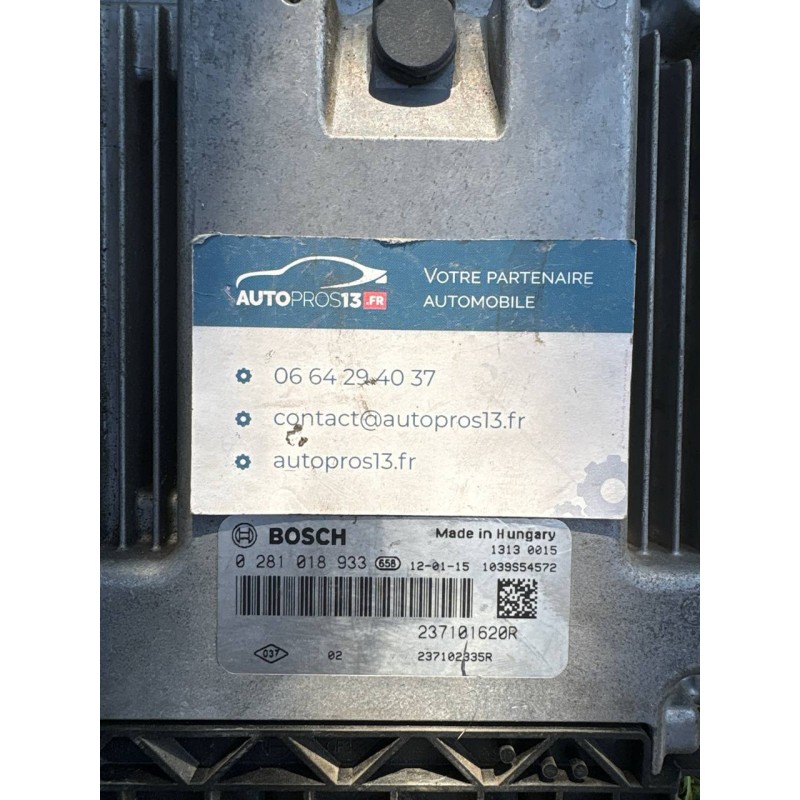 AUTOPROS13.FR
VOTRE PARTENAIRE
AUTOMOBILE
06 64 29 40 37
contact@autopros13.fr
autopros13.fr
BOSCH
Made in Hungary
1313 0015
0 281 018 933 658 12-01-15 1039S54572
237101620R
037 02 237102335R